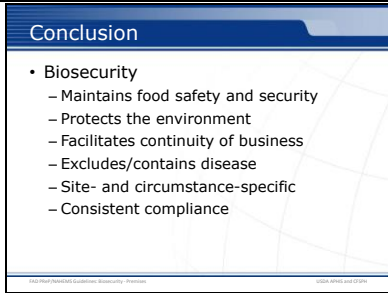 Conclusion
• Biosecurity
– Maintains food safety and security
– Protects the environment
– Facilitates continuity of business
– Excludes/contains disease
– Site- and circumstance-specific
– Consistent compliance
FAD PReP/NAHEMS Guidelines: Biosecurity - Premises
USDA APHIS and CFSPH